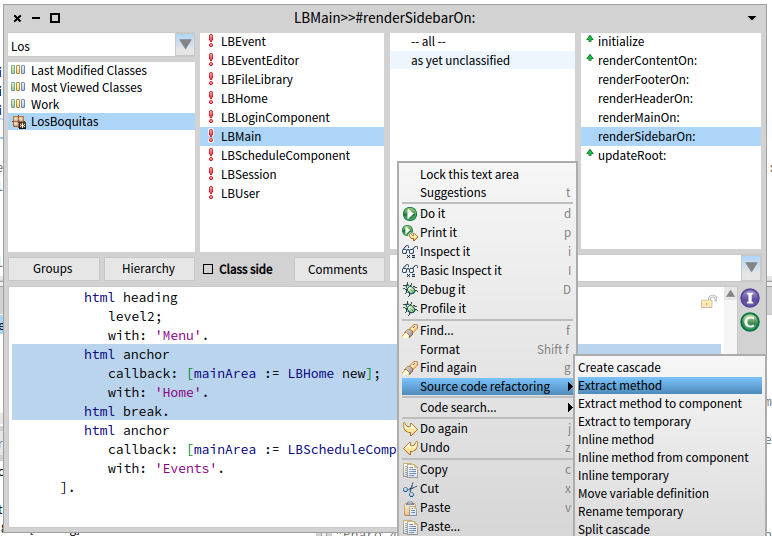 LBMain>>#renderSidebarOn:
Los
Last Modified Classes
Most Viewed Classes
Work
LosBoquitas
LBEvent
LBEventEditor
LBFileLibrary
LBHome
LBLoginComponent
LBMain
LBScheduleComponent
LBSession
LBUser
-- all --
as yet unclassified
initialize
renderContentOn:
renderFooterOn:
renderHeaderOn:
renderMainOn:
renderSidebarOn:
updateRoot:
Groups
Hierarchy
Class side
Comments
html heading
level2;
with: 'Menu'.
html anchor
callback: [mainArea := LBHome new];
with: 'Home'.
html break.
html anchor
callback: [mainArea := LBScheduleComp
with: 'Events'.
].
I
C
Lock this text area
Suggestions t
Do it d
Print it p
Inspect it i
Basic Inspect it I
Debug it D
Profile it
Find... f
Format Shift f
Find again g
Source code refactoring
Code search...
Do again j
Undo z
Copy c
Cut x
Paste v
Paste...
Create cascade
Extract method
Extract method to component
Extract to temporary
Inline method
Inline method from component
Inline temporary
Move variable definition
Rename temporary
Split cascade